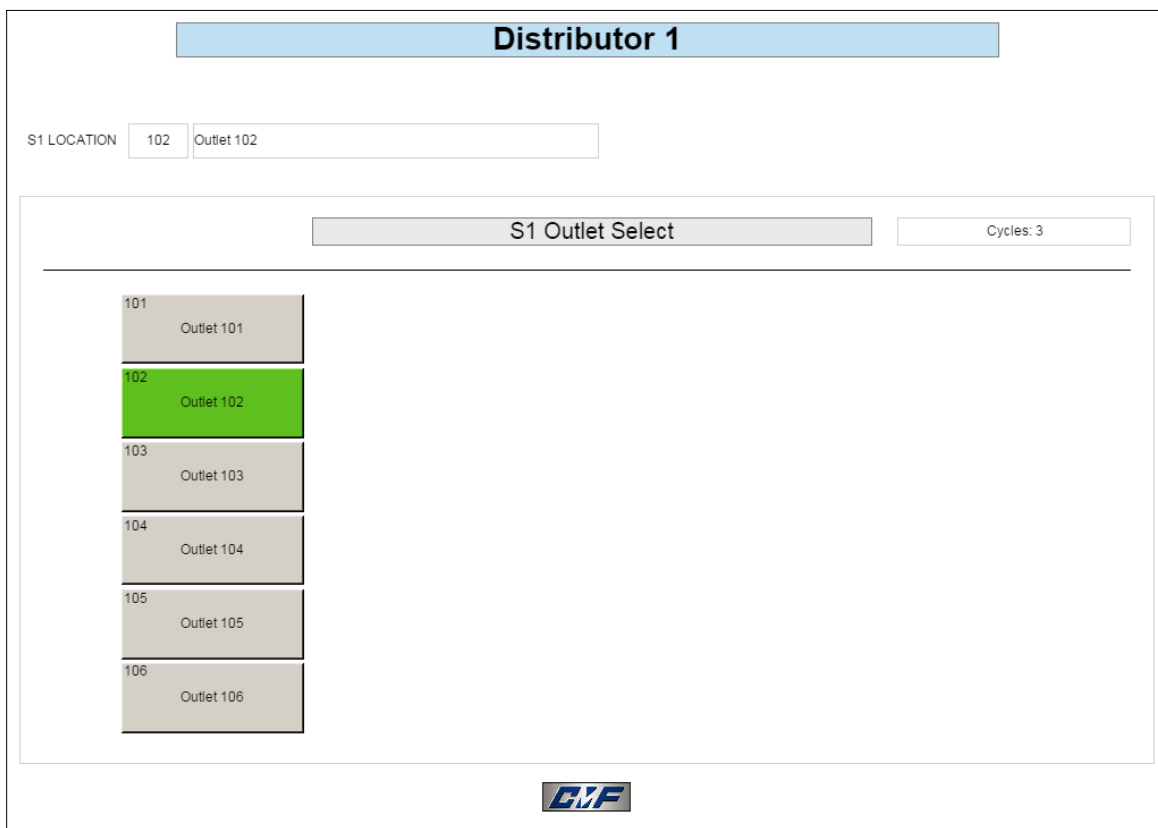 Distributor 1
S1 LOCATION 102 Outlet 102
S1 Outlet Select
Cycles: 3
101
Outlet 101
102
Outlet 102
103
Outlet 103
104
Outlet 104
105
Outlet 105
106
Outlet 106
CMF